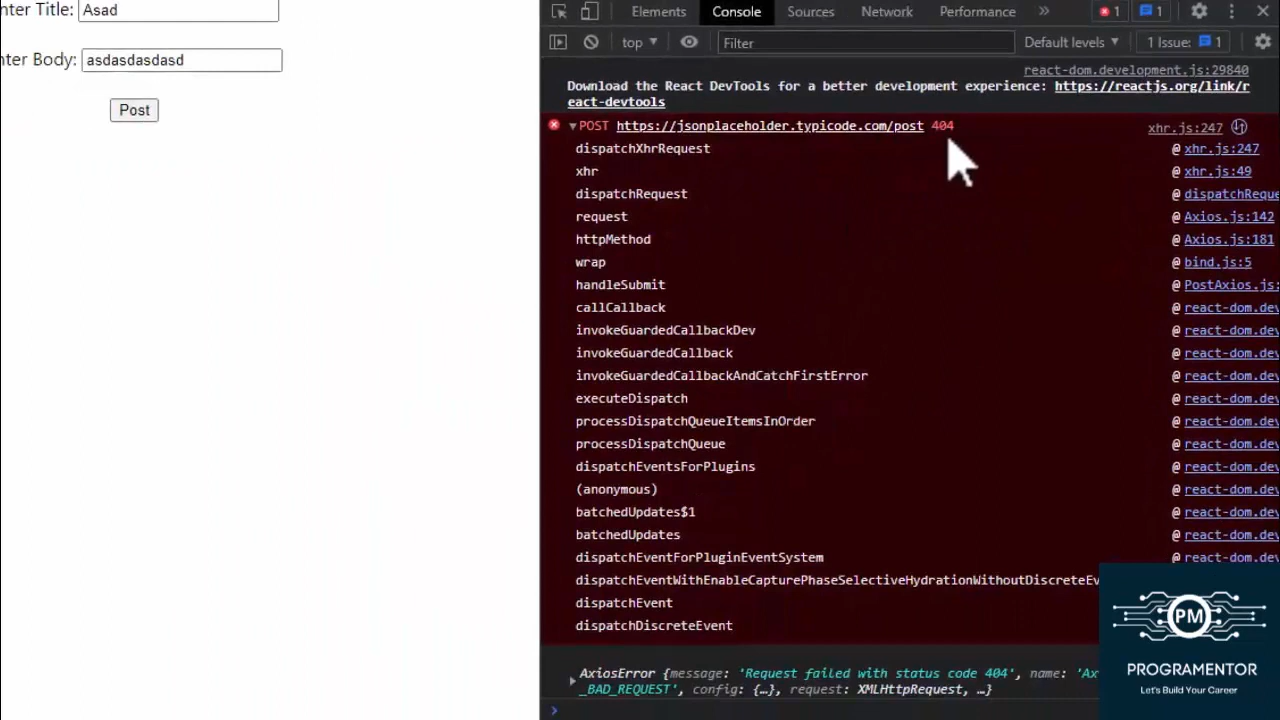 nter Title: Asad
nter Body: asdasdasdasd
Post
Elements Console Sources Network Performance » 1 1
top ▼ Filter Default levels ▼ 1 Issue: 1
react-dom.development.js:29840
Download the React DevTools for a better development experience: https://reactjs.org/link/r
eact-devtools
▼POST https://jsonplaceholder.typicode.com/post 404 xhr.js:247
dispatchXhrRequest @ xhr.js:247
xhr @ xhr.js:49
dispatchRequest @ dispatchReque
request @ Axios.js:142
httpMethod @ Axios.js:181
wrap @ bind.js:5
handleSubmit @ PostAxios.js:
callCallback @ react-dom.dev
invokeGuardedCallbackDev @ react-dom.dev
invokeGuardedCallback @ react-dom.dev
invokeGuardedCallbackAndCatchFirstError @ react-dom.dev
executeDispatch @ react-dom.dev
processDispatchQueueItemsInOrder @ react-dom.dev
processDispatchQueue @ react-dom.dev
dispatchEventsForPlugins @ react-dom.dev
(anonymous) @ react-dom.dev
batchedUpdates$1 @ react-dom.dev
batchedUpdates @ react-dom.dev
dispatchEventForPluginEventSystem @ react-dom.dev
dispatchEventWithEnableCapturePhaseSelectiveHydrationWithoutDiscreteEv
dispatchEvent
dispatchDiscreteEvent
AxiosError {message: 'Request failed with status code 404', name: 'Ax
_BAD_REQUEST', config: {…}, request: XMLHttpRequest, …}
PM
PROGRAMENTOR
Let's Build Your Career